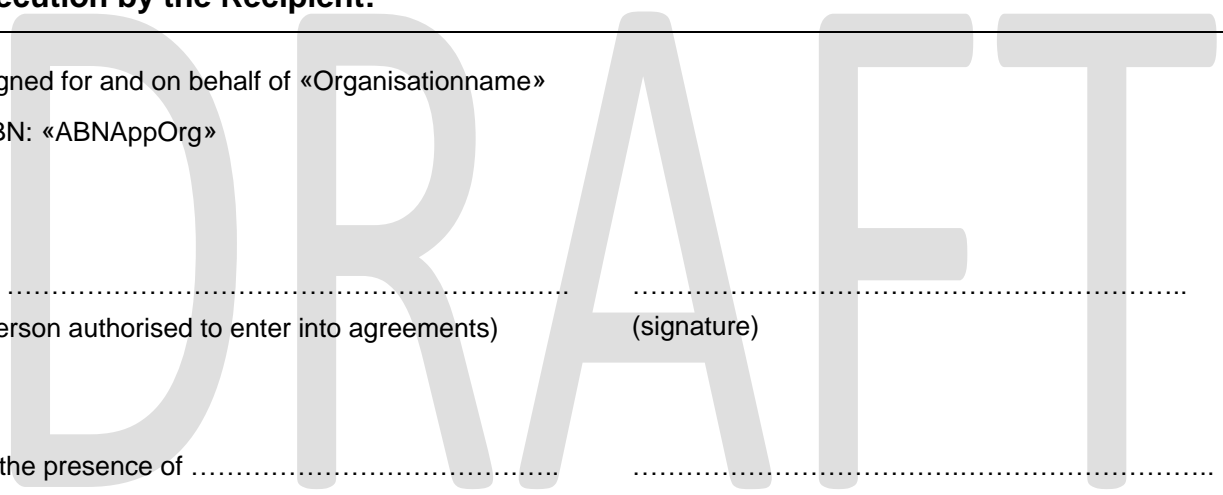 ecution by the Recipient:
gned for and on behalf of «Organisationname»
BN: «ABNAppOrg»
……………………………………………………..…… ……………………………..………………………..
erson authorised to enter into agreements) (signature)
the presence of ………………………………..…. ………………………………..………………………..
DRAFT